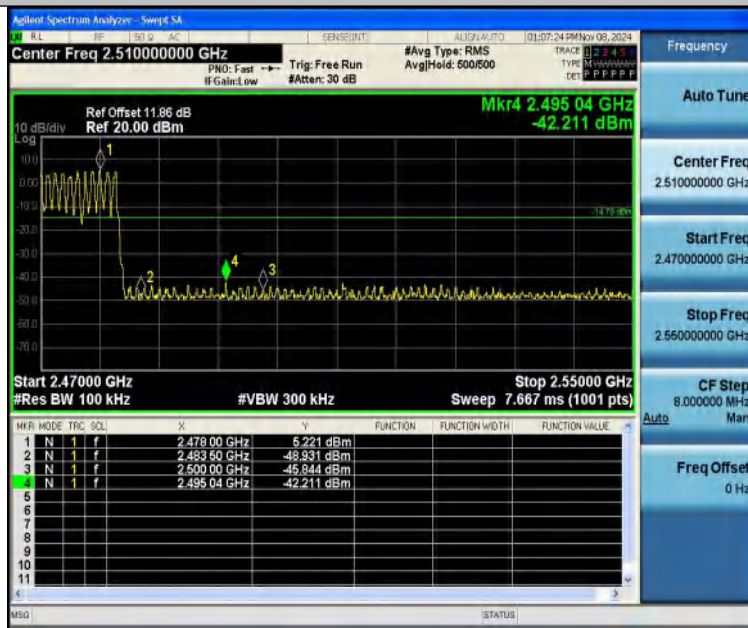 Agilent Spectrum Analyzer - Swept SA
RL RF 50 Ω AC SENSE:INT ALIGN AUTO 01:07:24 PM Nov 08, 2024
Center Freq 2.510000000 GHz
PNO: Fast
IFGain:Low
Trig: Free Run
#Atten: 30 dB
#Avg Type: RMS
Avg|Hold: 500/500
TRACE 1 2 3 4 5 6
TYPE M
DET P P P P P P
Mkr4 2.495 04 GHz
-42.211 dBm
Ref Offset 11.86 dB
10 dB/div Ref 20.00 dBm
Log
10.0
0.00
-10.0
-20.0
-30.0
-40.0
-50.0
-60.0
-70.0
1
2
3
4
-14.78 dBm
Start 2.47000 GHz Stop 2.55000 GHz
#Res BW 100 kHz #VBW 300 kHz Sweep 7.667 ms (1001 pts)
MKR MODE TRC SCL X Y FUNCTION FUNCTION WIDTH FUNCTION VALUE
1 N 1 f 2.478 00 GHz 5.221 dBm
2 N 1 f 2.483 50 GHz -48.931 dBm
3 N 1 f 2.500 00 GHz -45.844 dBm
4 N 1 f 2.495 04 GHz -42.211 dBm
5
6
7
8
9
10
11
MSG STATUS
Frequency
Auto Tune
Center Freq
2.510000000 GHz
Start Freq
2.470000000 GHz
Stop Freq
2.550000000 GHz
CF Step
8.000000 MHz
Auto Man
Freq Offset
0 Hz